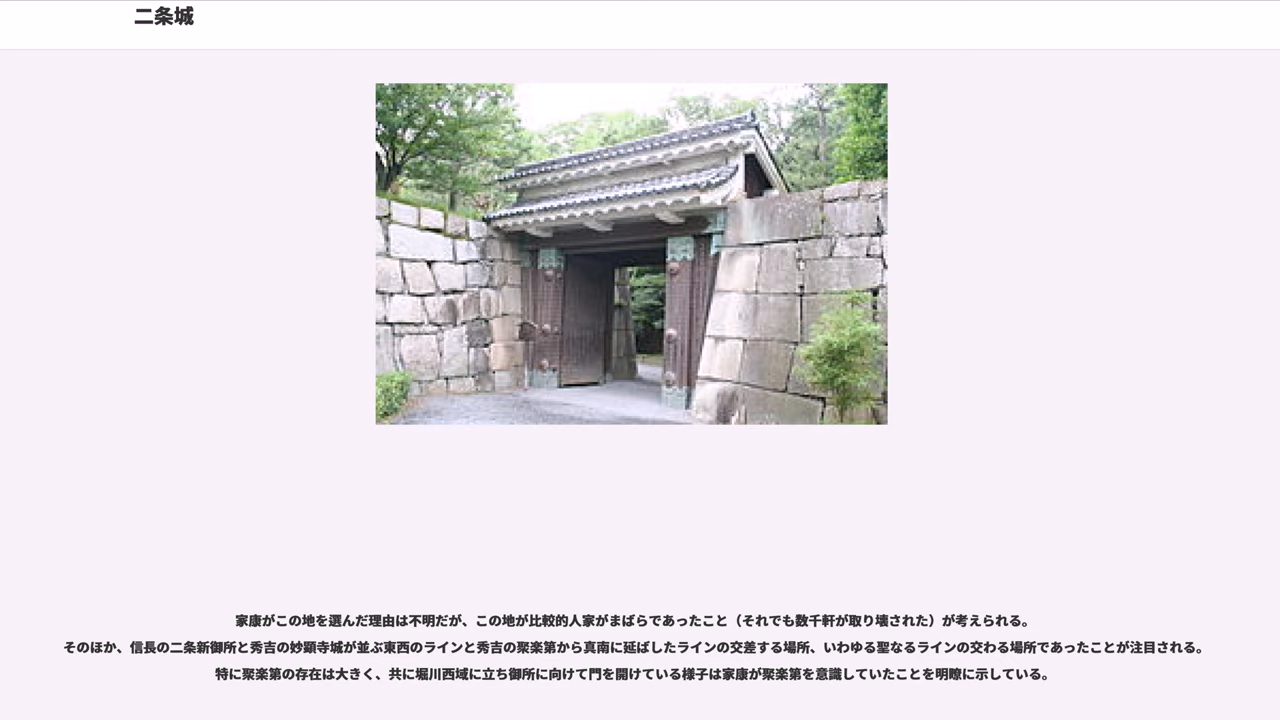 二条城
家康がこの地を選んだ理由は不明だが、この地が比較的人家がまばらであったこと（それでも数千軒が取り壊された）が考えられる。
そのほか、信長の二条新御所と秀吉の妙顕寺城が並ぶ東西のラインと秀吉の聚楽第から真南に延ばしたラインの交差する場所、いわゆる聖なるラインの交わる場所であったことが注目される。
特に聚楽第の存在は大きく、共に堀川西域に立ち御所に向けて門を開けている様子は家康が聚楽第を意識していたことを明瞭に示している。